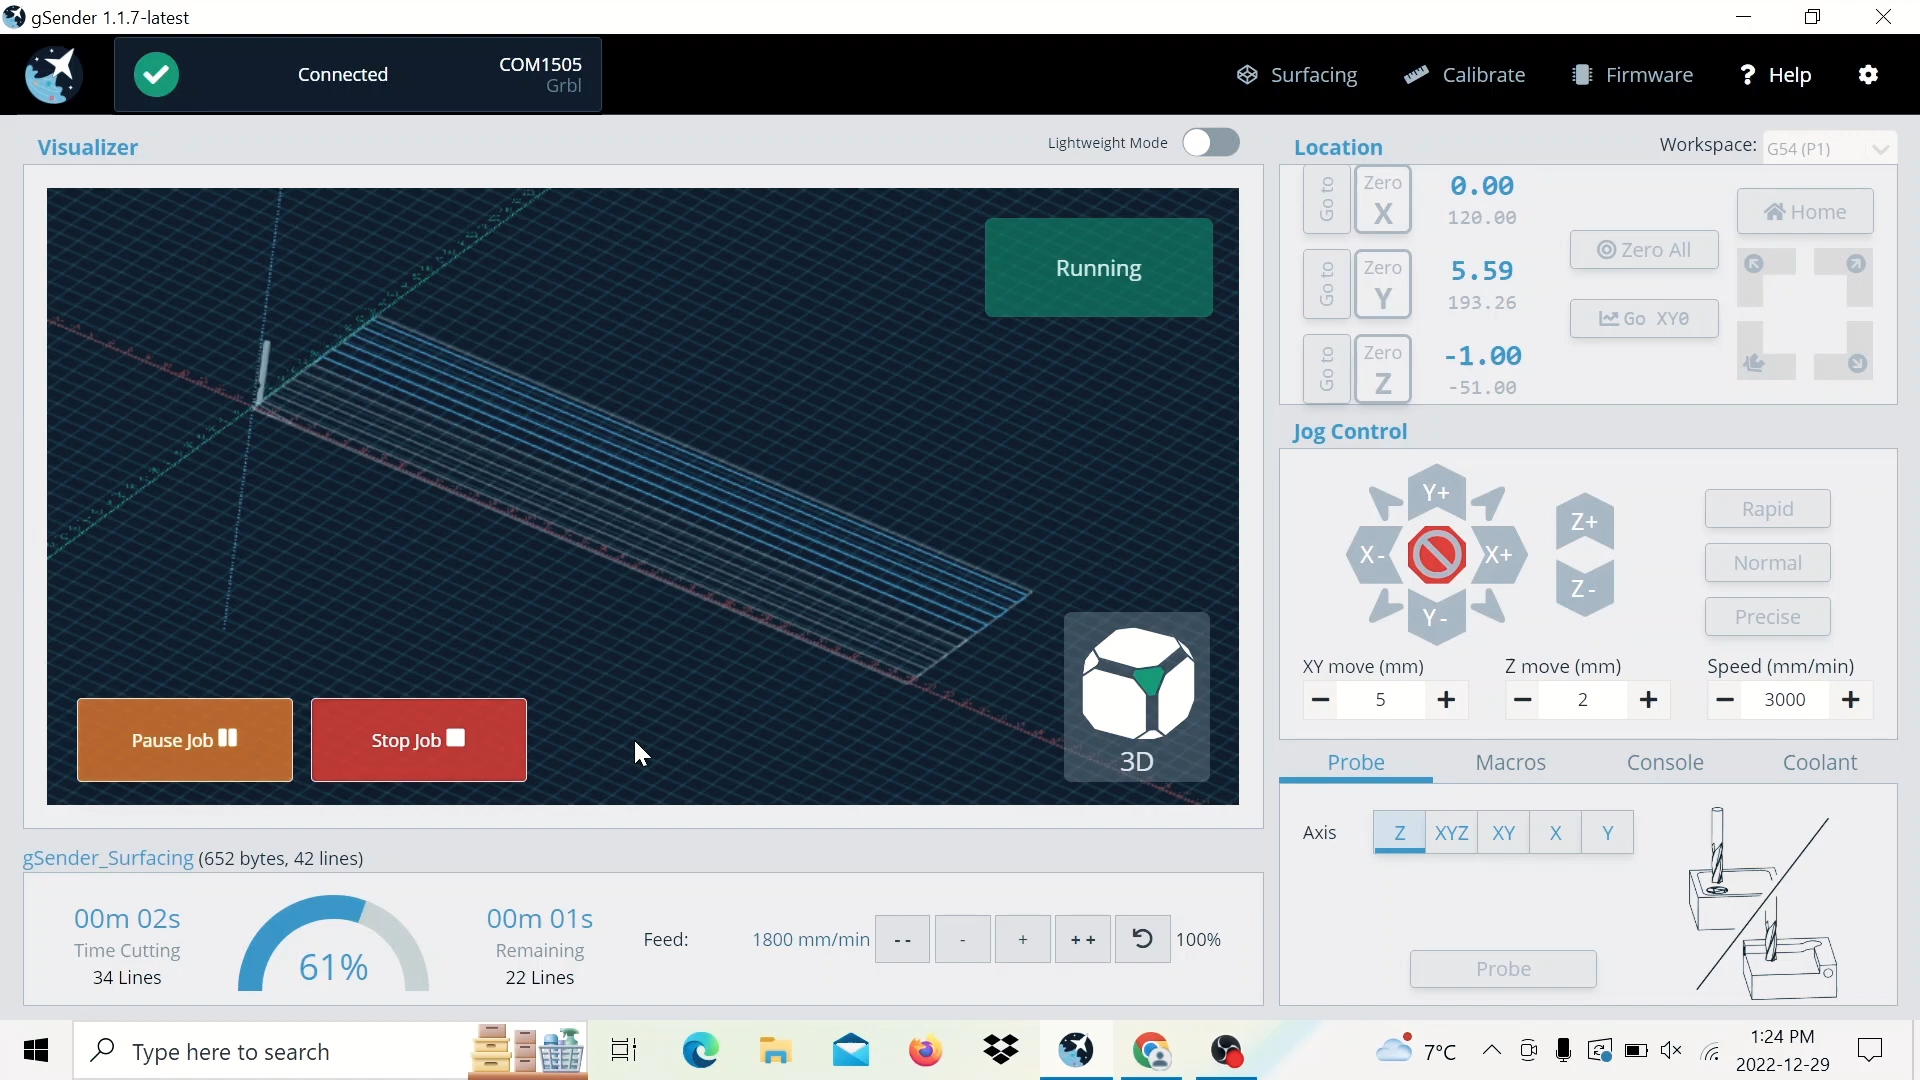 gSender 1.1.7-latest
Connected
COM1505
Grbl
Surfacing
Calibrate
Firmware
? Help
Visualizer
Lightweight Mode
Running
Pause Job
Stop Job
3D
gSender_Surfacing (652 bytes, 42 lines)
00m 02s
Time Cutting
34 Lines
61%
00m 01s
Remaining
22 Lines
Feed:
1800 mm/min
- -
-
+
+ +
100%
Location
Workspace:
G54 (P1)
Go to
Zero
X
0.00
120.00
Go to
Zero
Y
5.59
193.26
Go to
Zero
Z
-1.00
-51.00
Zero All
Go XY0
Home
Jog Control
Y+
X-
X+
Y-
Z+
Z-
Rapid
Normal
Precise
XY move (mm)
- 5 +
Z move (mm)
- 2 +
Speed (mm/min)
- 3000 +
Probe
Macros
Console
Coolant
Axis
Z
XYZ
XY
X
Y
Probe
Type here to search
7°C
1:24 PM
2022-12-29